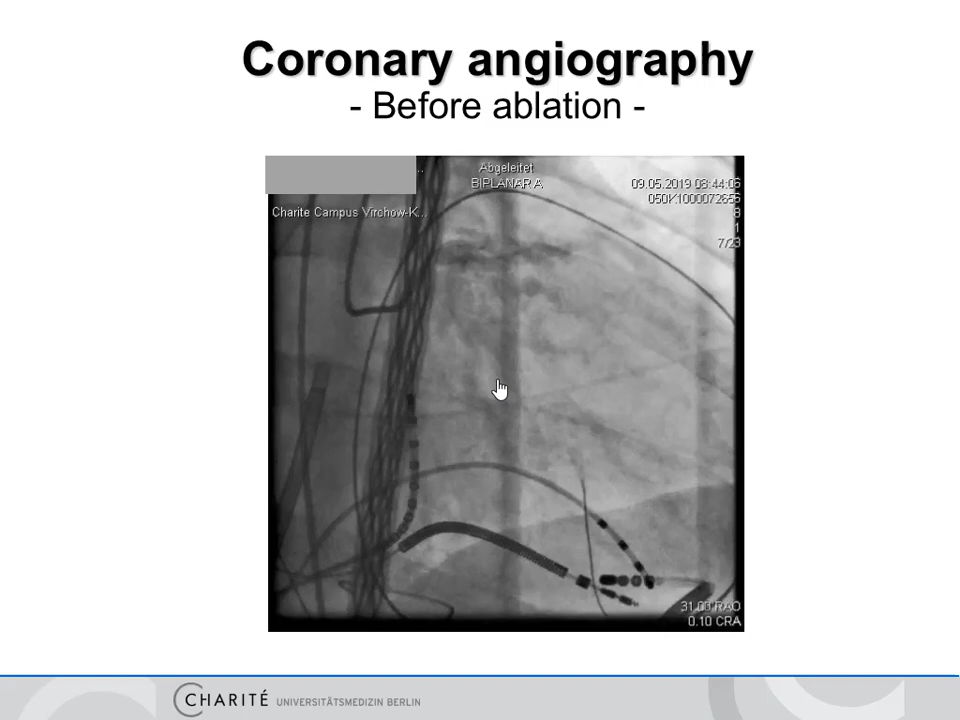 Coronary angiography
- Before ablation -
Abgeleitet
BIPLANAR A
09.05.2019 08:44:06
050K1000072656
8
1
7/23
Charite Campus Virchow-K...
31.00 RAO
0.10 CRA
CHARITÉ UNIVERSITÄTSMEDIZIN BERLIN